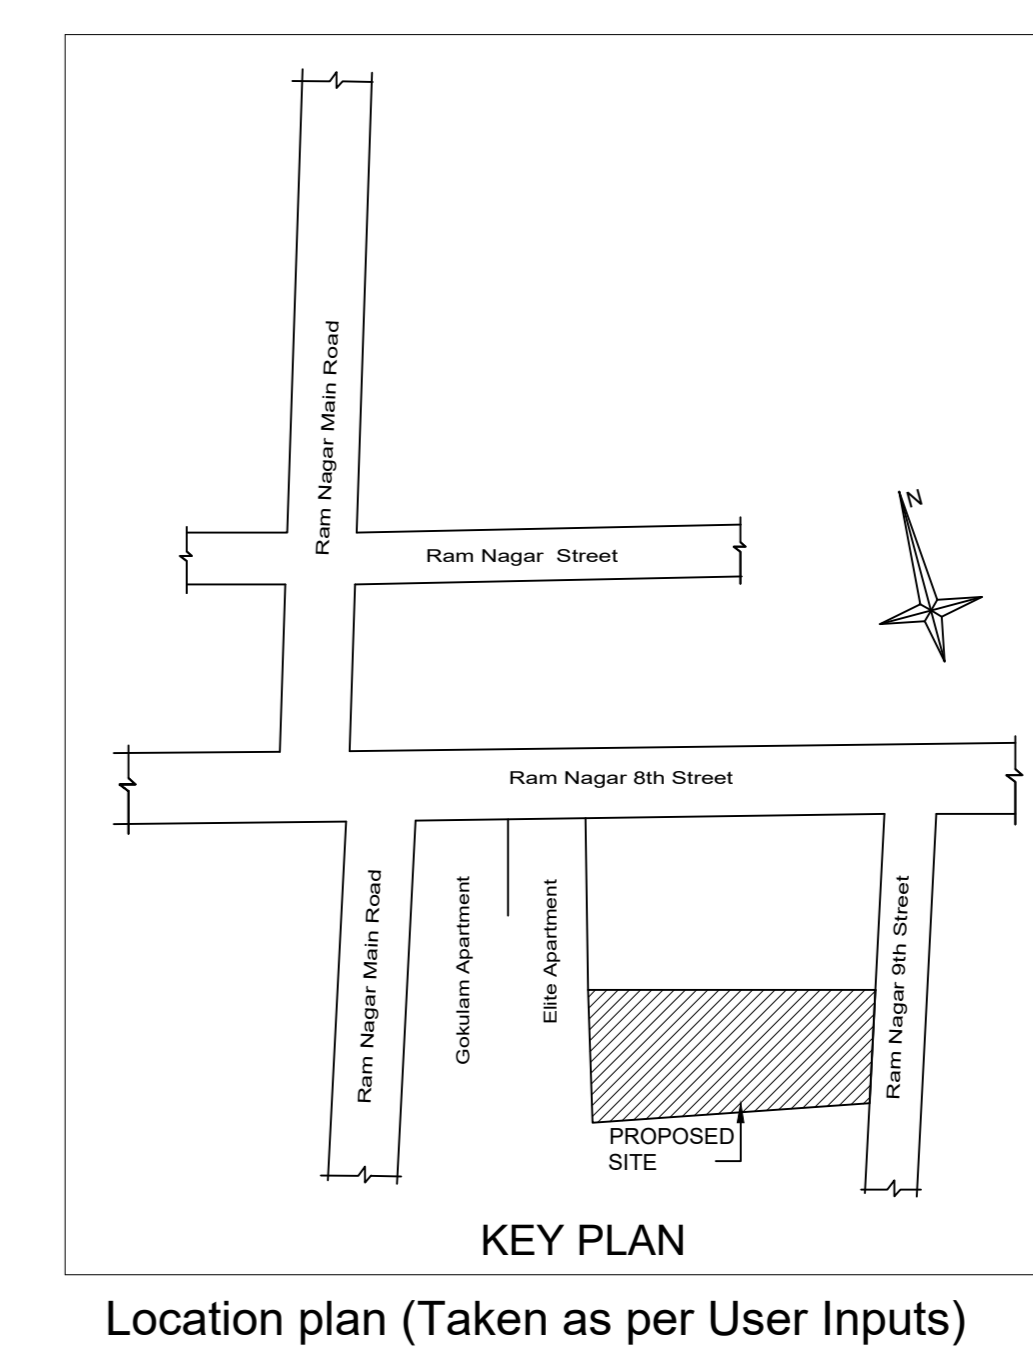 Ram Nagar Main Road
N
Ram Nagar Street
Ram Nagar 8th Street
Ram Nagar Main Road
Gokulam Apartment
Elite Apartment
Ram Nagar 9th Street
PROPOSED
SITE
KEY PLAN
Location plan (Taken as per User Inputs)